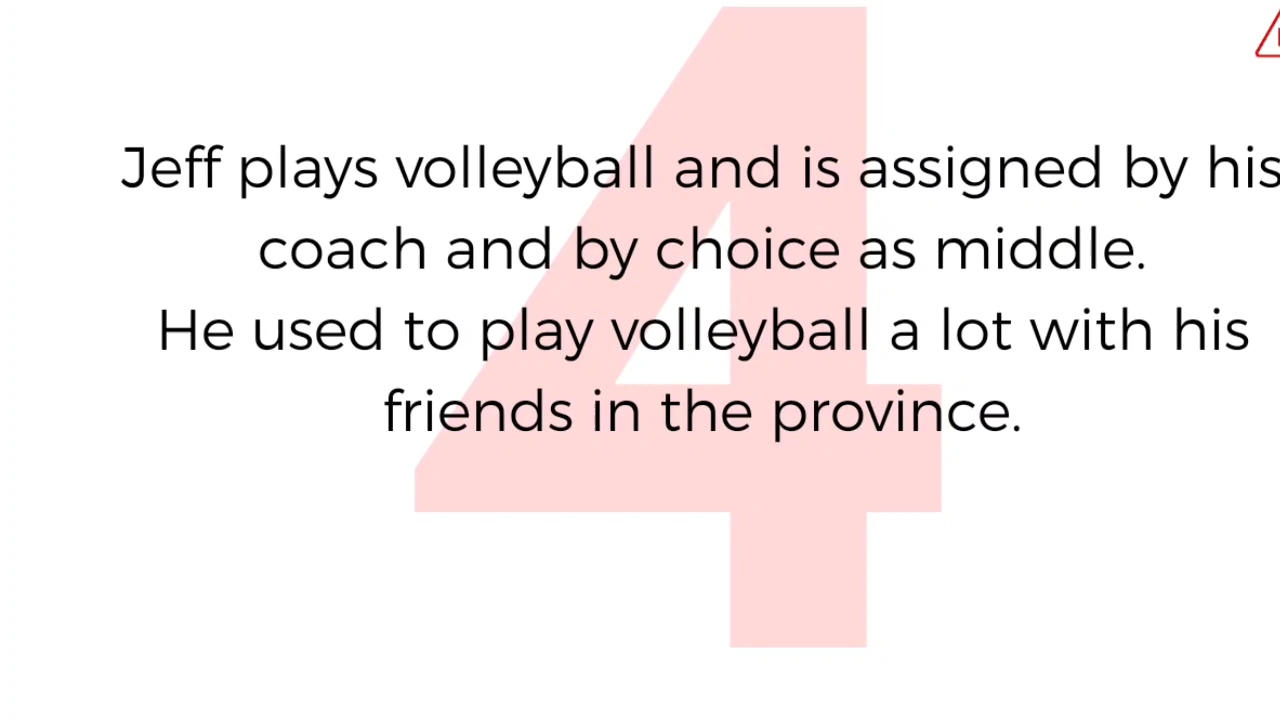 4
Jeff plays volleyball and is assigned by his
coach and by choice as middle.
He used to play volleyball a lot with his
friends in the province.